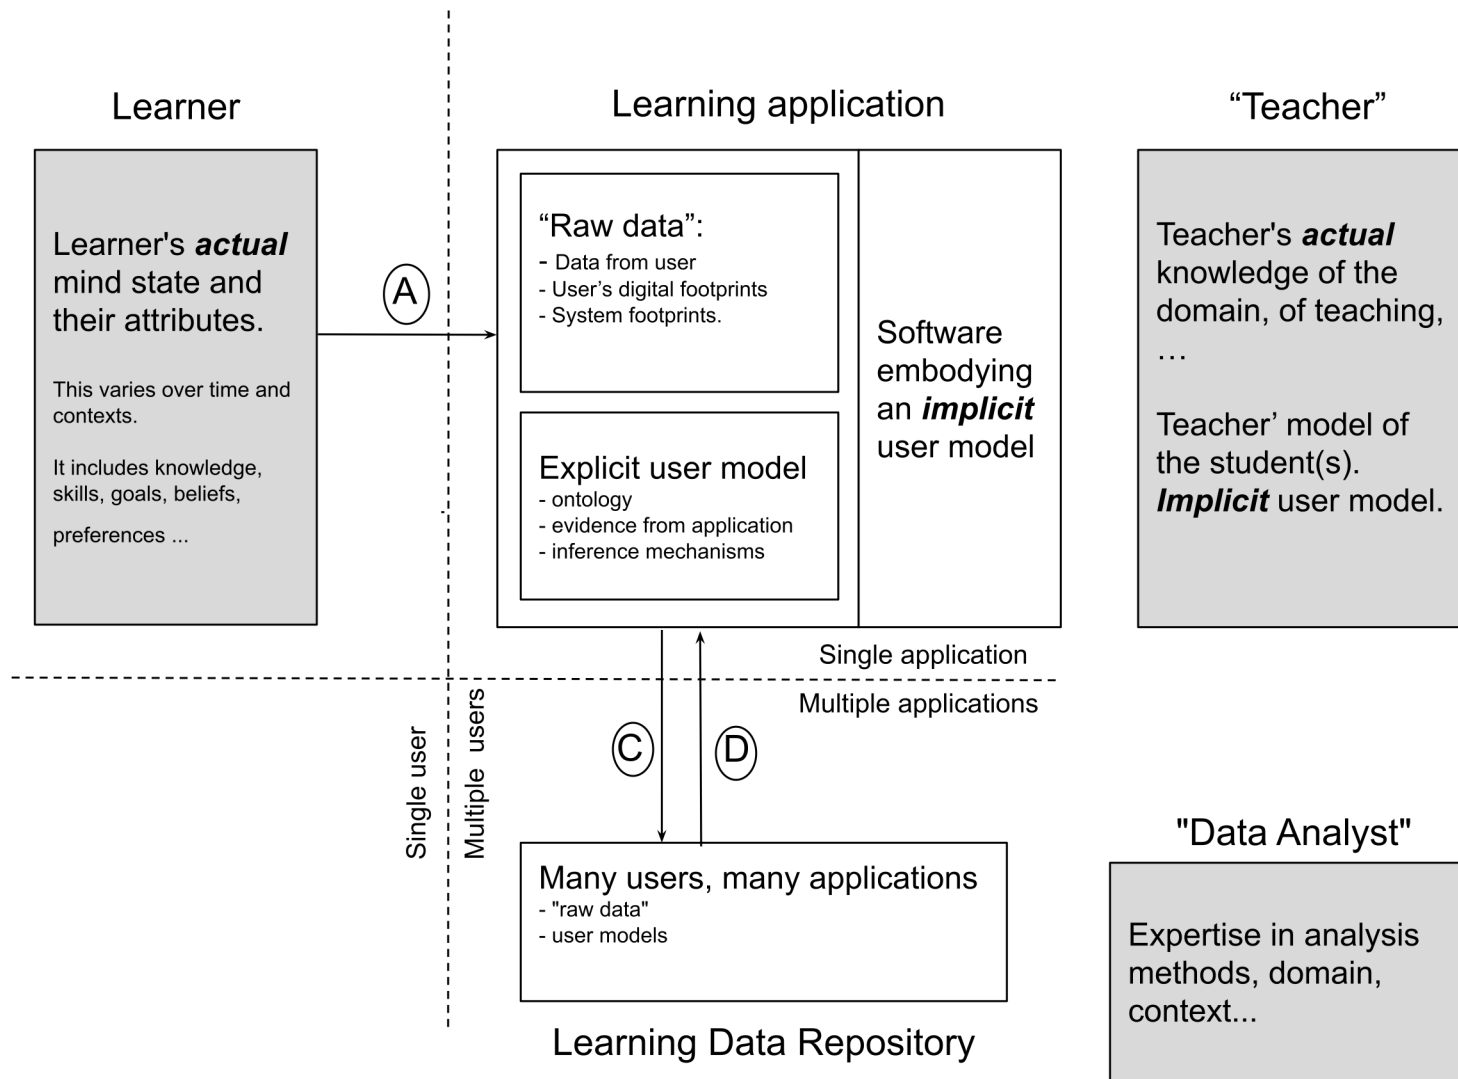 Learner
Learner's actual
mind state and
their attributes.
This varies over time and
contexts.
It includes knowledge,
skills, goals, beliefs,
preferences ...
A
Learning application
“Raw data”:
- Data from user
- User’s digital footprints
- System footprints.
Explicit user model
- ontology
- evidence from application
- inference mechanisms
Software
embodying
an implicit
user model
“Teacher”
Teacher's actual
knowledge of the
domain, of teaching,
…
Teacher’ model of
the student(s).
Implicit user model.
Single application
Multiple applications
Single user
Multiple users
C
D
Many users, many applications
- "raw data"
- user models
Learning Data Repository
"Data Analyst"
Expertise in analysis
methods, domain,
context...